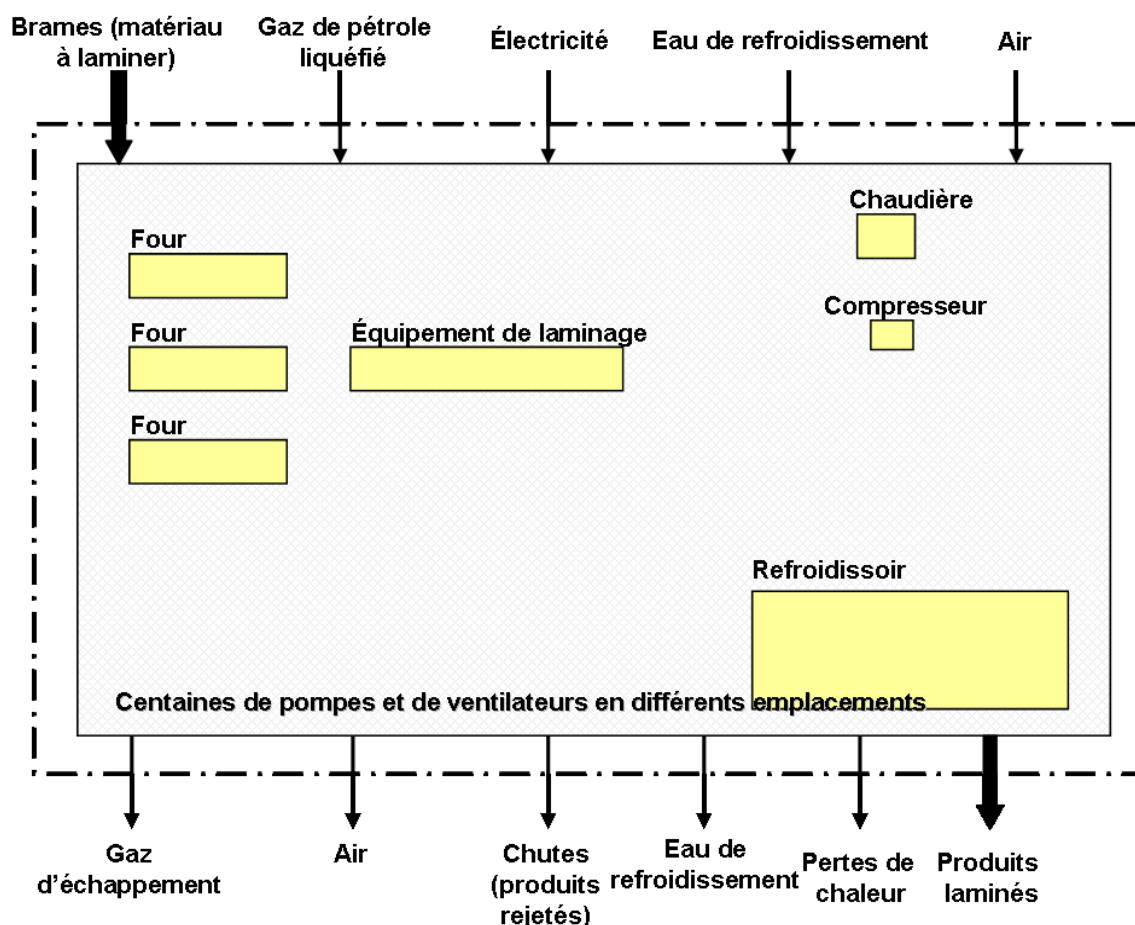 Brames (matériau
à laminer)
Gaz de pétrole
liquéfié
Électricité
Eau de refroidissement
Air
Chaudière
Four
Compresseur
Four
Équipement de laminage
Four
Refroidissoir
Centaines de pompes et de ventilateurs en différents emplacements
Gaz
d'échappement
Air
Chutes
(produits
rejetés)
Eau de
refroidissement
Pertes de
chaleur
Produits
laminés